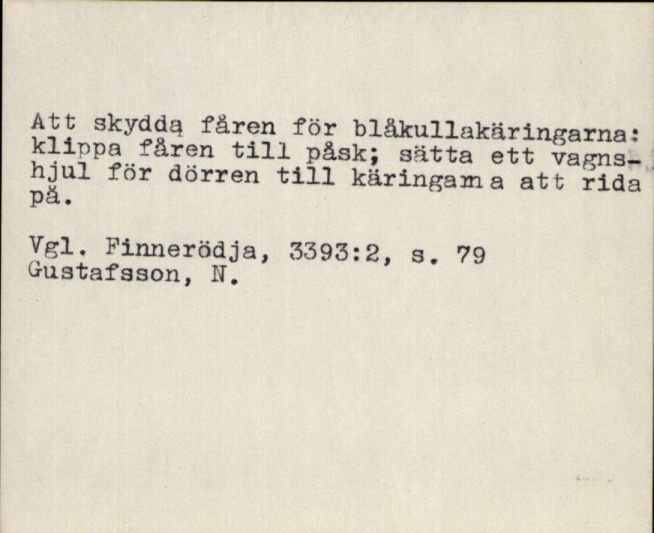 Att skydda fåren för blåkullakäringarna:
klippa fåren till påsk; sätta ett vagns-
hjul för dörren till käringarna att rida
på.
Vgl. Finnerödja, 3393:2, s. 79
Gustafsson, N.